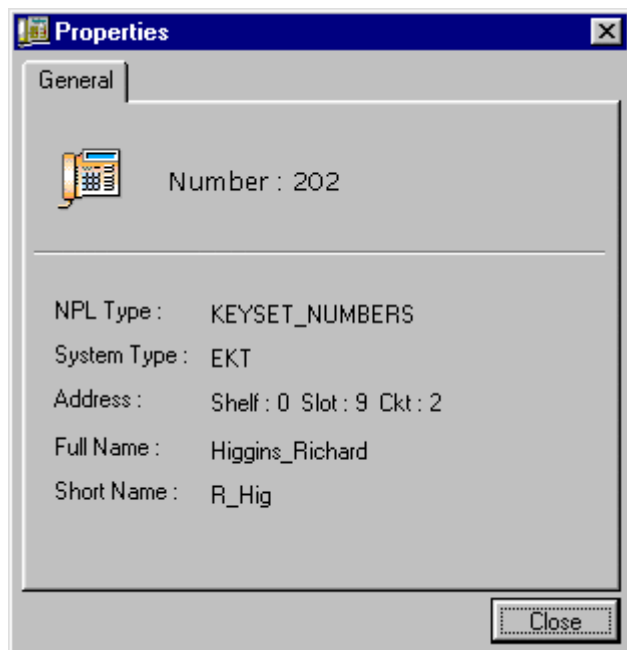 Properties
General
Number : 202
NPL Type : KEYSET_NUMBERS
System Type : EKT
Address : Shelf : 0 Slot : 9 Ckt : 2
Full Name : Higgins_Richard
Short Name : R_Hig
Close